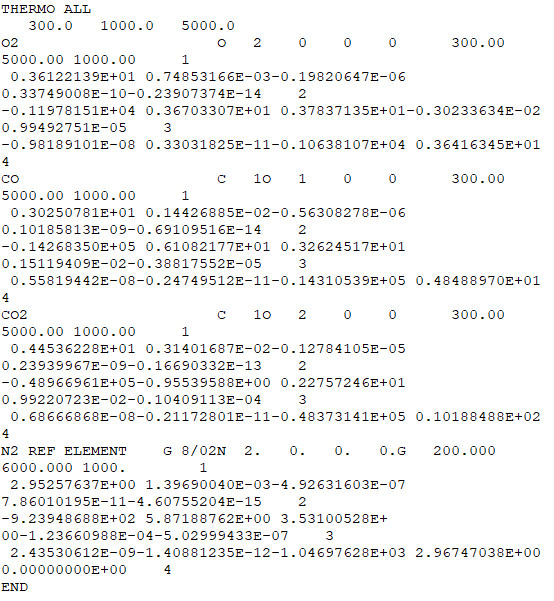 THERMO ALL
300.0 1000.0 5000.0
O2 O 2 0 0 0 300.00
5000.00 1000.00 1
0.36122139E+01 0.74853166E-03-0.19820647E-06
0.33749008E-10-0.23907374E-14 2
-0.11978151E+04 0.36703307E+01 0.37837135E+01-0.30233634E-02
0.99492751E-05 3
-0.98189101E-08 0.33031825E-11-0.10638107E+04 0.36416345E+01
4
CO C 1O 1 0 0 300.00
5000.00 1000.00 1
0.30250781E+01 0.14426885E-02-0.56308278E-06
0.10185813E-09-0.69109516E-14 2
-0.14268350E+05 0.61082177E+01 0.32624517E+01
0.15119409E-02-0.38817552E-05 3
0.55819442E-08-0.24749512E-11-0.14310539E+05 0.48488970E+01
4
CO2 C 1O 2 0 0 300.00
5000.00 1000.00 1
0.44536228E+01 0.31401687E-02-0.12784105E-05
0.23939967E-09-0.16690332E-13 2
-0.48966961E+05-0.95539588E+00 0.22757246E+01
0.99220723E-02-0.10409113E-04 3
0.68666868E-08-0.21172801E-11-0.48373141E+05 0.10188488E+02
4
N2 REF ELEMENT G 8/02N 2. 0. 0. 0.G 200.000
6000.000 1000. 1
2.95257637E+00 1.39690040E-03-4.92631603E-07
7.86010195E-11-4.60755204E-15 2
-9.23948688E+02 5.87188762E+00 3.53100528E+
00-1.23660988E-04-5.02999433E-07 3
2.43530612E-09-1.40881235E-12-1.04697628E+03 2.96747038E+00
0.00000000E+00 4
END